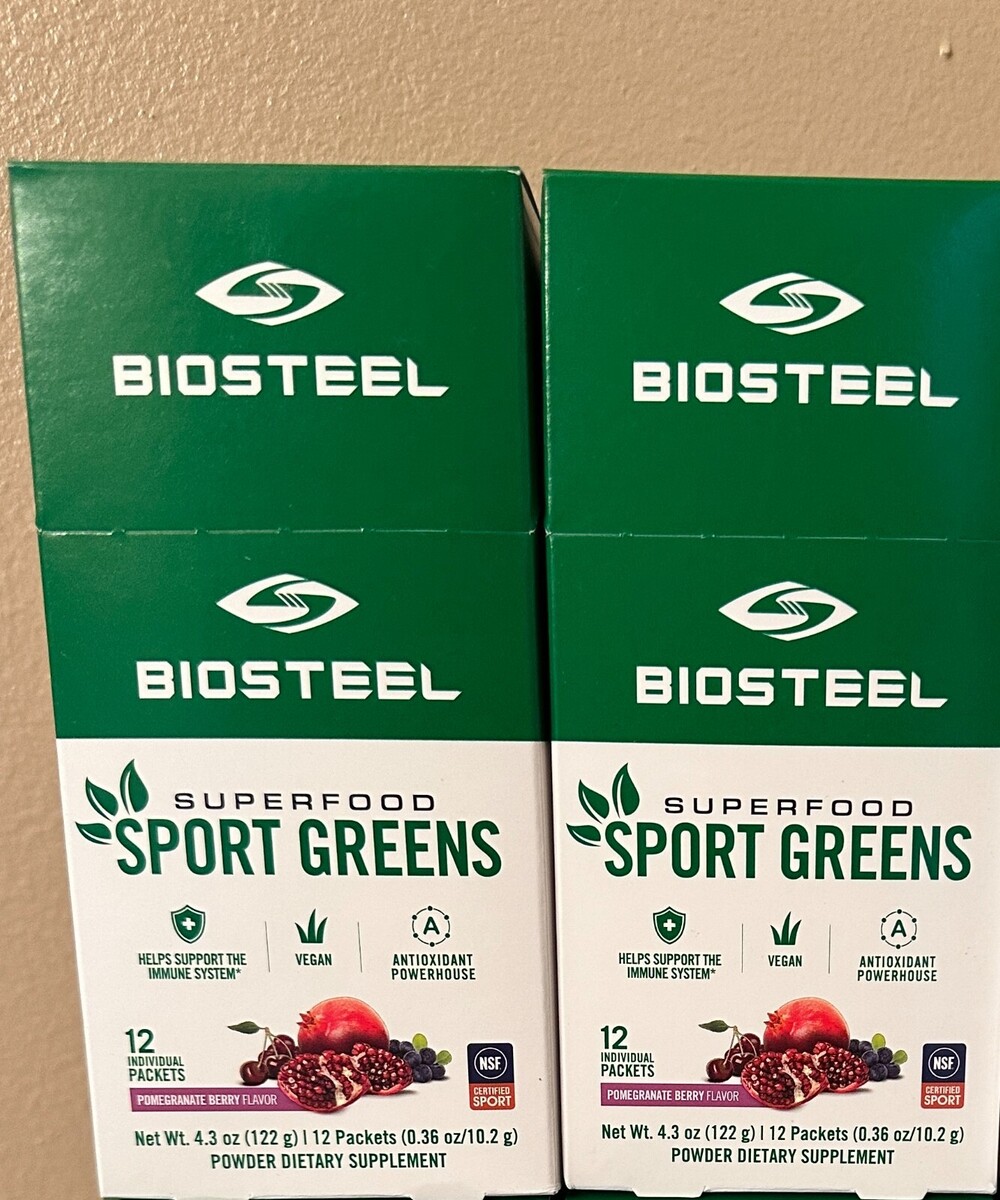 BIOSTEEL
BIOSTEEL
SUPERFOOD
SPORT GREENS
HELPS SUPPORT THE
IMMUNE SYSTEM*
VEGAN
A
ANTIOXIDANT
POWERHOUSE
12
INDIVIDUAL
PACKETS
POMEGRANATE BERRY FLAVOR
NSF
CERTIFIED
SPORT
Net Wt. 4.3 oz (122 g) | 12 Packets (0.36 oz/10.2 g)
POWDER DIETARY SUPPLEMENT
BIOSTEEL
BIOSTEEL
SUPERFOOD
SPORT GREENS
HELPS SUPPORT THE
IMMUNE SYSTEM*
VEGAN
A
ANTIOXIDANT
POWERHOUSE
12
INDIVIDUAL
PACKETS
POMEGRANATE BERRY FLAVOR
NSF
CERTIFIED
SPORT
Net Wt. 4.3 oz (122 g) | 12 Packets (0.36 oz/10.2 g)
POWDER DIETARY SUPPLEMENT